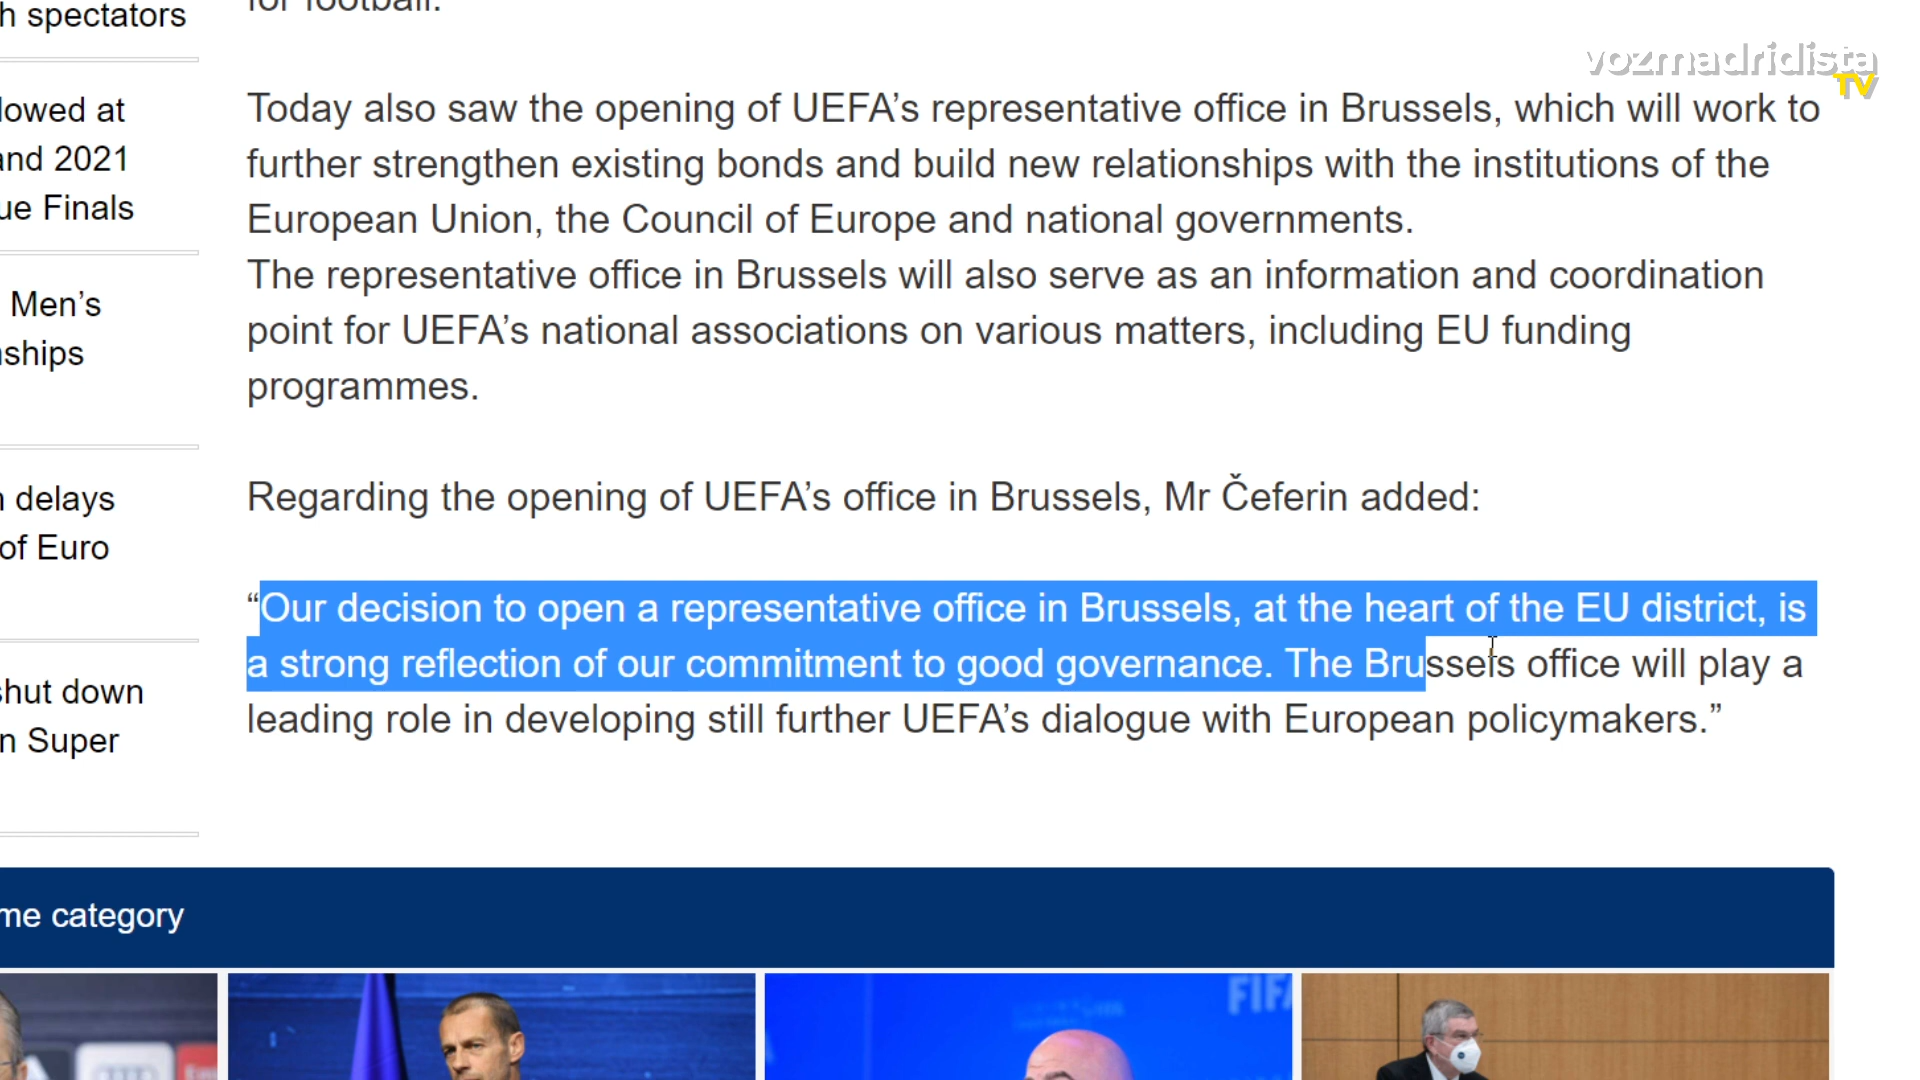 for football.
h spectators
vozmadridista
TV
lowed at
and 2021
ue Finals
Men’s
ships
delays
of Euro
shut down
n Super
Today also saw the opening of UEFA’s representative office in Brussels, which will work to
further strengthen existing bonds and build new relationships with the institutions of the
European Union, the Council of Europe and national governments.
The representative office in Brussels will also serve as an information and coordination
point for UEFA’s national associations on various matters, including EU funding
programmes.
Regarding the opening of UEFA’s office in Brussels, Mr Čeferin added:
“Our decision to open a representative office in Brussels, at the heart of the EU district, is
a strong reflection of our commitment to good governance. The Brussels office will play a
leading role in developing still further UEFA’s dialogue with European policymakers.”
me category
FIFA